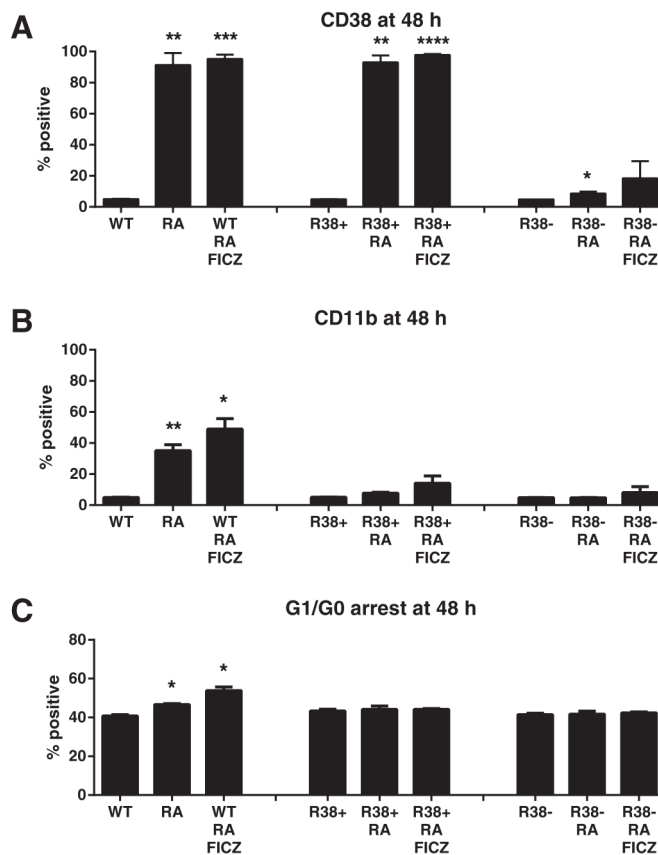 A
CD38 at 48 h
% positive
100
80
60
40
20
0
** *** ** **** *
WT RA WT RA FICZ R38+ R38+ RA R38+ RA FICZ R38- R38- RA R38- RA FICZ
B
CD11b at 48 h
% positive
100
80
60
40
20
0
** *
WT RA WT RA FICZ R38+ R38+ RA R38+ RA FICZ R38- R38- RA R38- RA FICZ
C
G1/G0 arrest at 48 h
% positive
80
60
40
20
0
* *
WT RA WT RA FICZ R38+ R38+ RA R38+ RA FICZ R38- R38- RA R38- RA FICZ